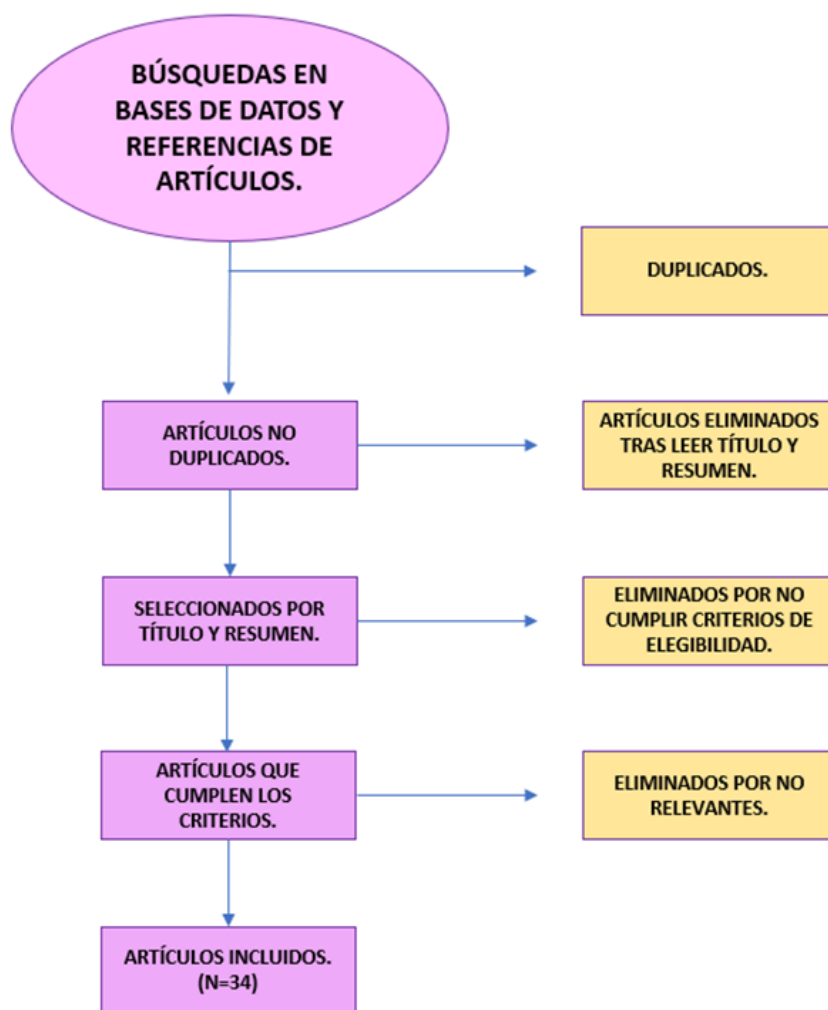 BÚSQUEDAS EN
BASES DE DATOS Y
REFERENCIAS DE
ARTÍCULOS.
DUPLICADOS.
ARTÍCULOS NO
DUPLICADOS.
ARTÍCULOS ELIMINADOS
TRAS LEER TÍTULO Y
RESUMEN.
SELECCIONADOS POR
TÍTULO Y RESUMEN.
ELIMINADOS POR NO
CUMPLIR CRITERIOS DE
ELEGIBILIDAD.
ARTÍCULOS QUE
CUMPLEN LOS
CRITERIOS.
ELIMINADOS POR NO
RELEVANTES.
ARTÍCULOS INCLUIDOS.
(N=34)